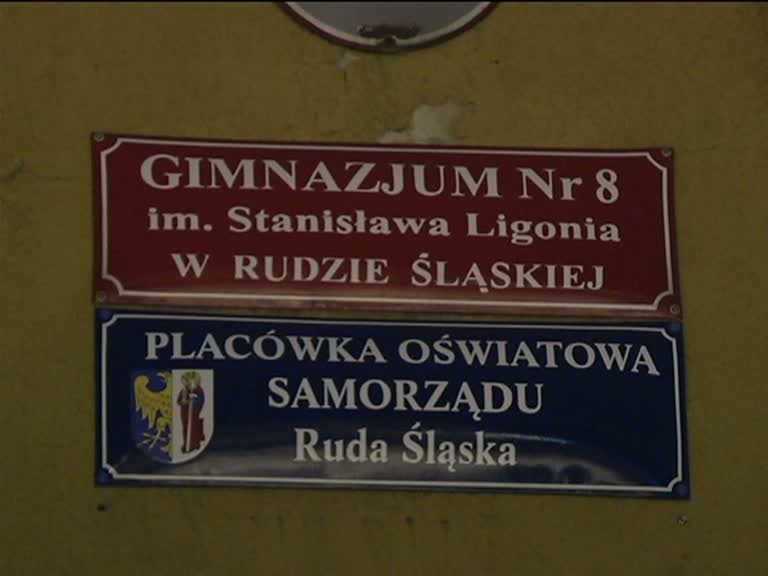 GIMNAZJUM Nr 8
im. Stanisława Ligonia
W RUDZIE ŚLĄSKIEJ
PLACÓWKA OŚWIATOWA
SAMORZĄDU
Ruda Śląska